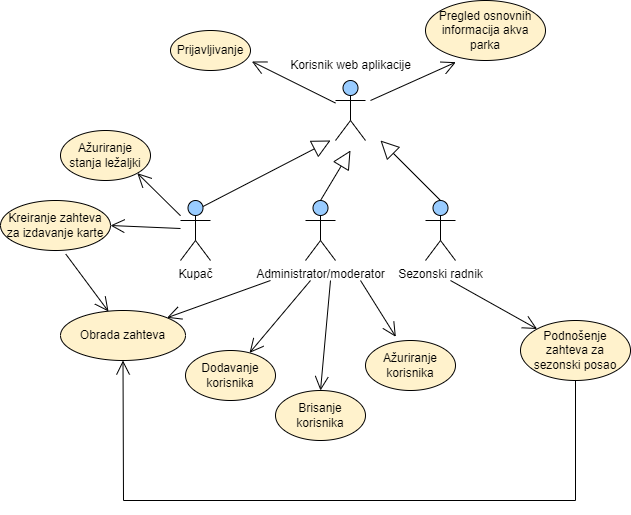 Pregled osnovnih
informacija akva
parka
Prijavljivanje
Korisnik web aplikacije
Ažuriranje
stanja ležaljki
Kreiranje zahteva
za izdavanje karte
Kupač
Administrator/moderator
Sezonski radnik
Obrada zahteva
Dodavanje
korisnika
Brisanje
korisnika
Ažuriranje
korisnika
Podnošenje
zahteva za
sezonski posao